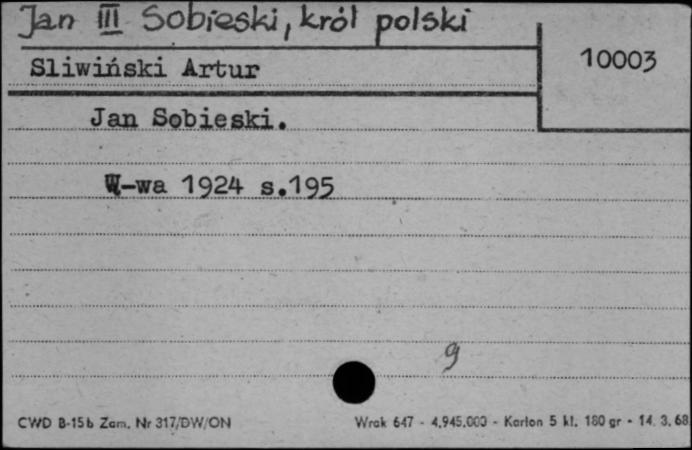 Jan III Sobieski, król polski
10003
Sliwiński Artur
Jan Sobieski.
W-wa 1924 s.195
g
CWD B-15b Zam. Nr 317/DW/ON
Wrak 647 - 4.945.000 - Karton 5 kl. 180 gr - 14. 3. 68